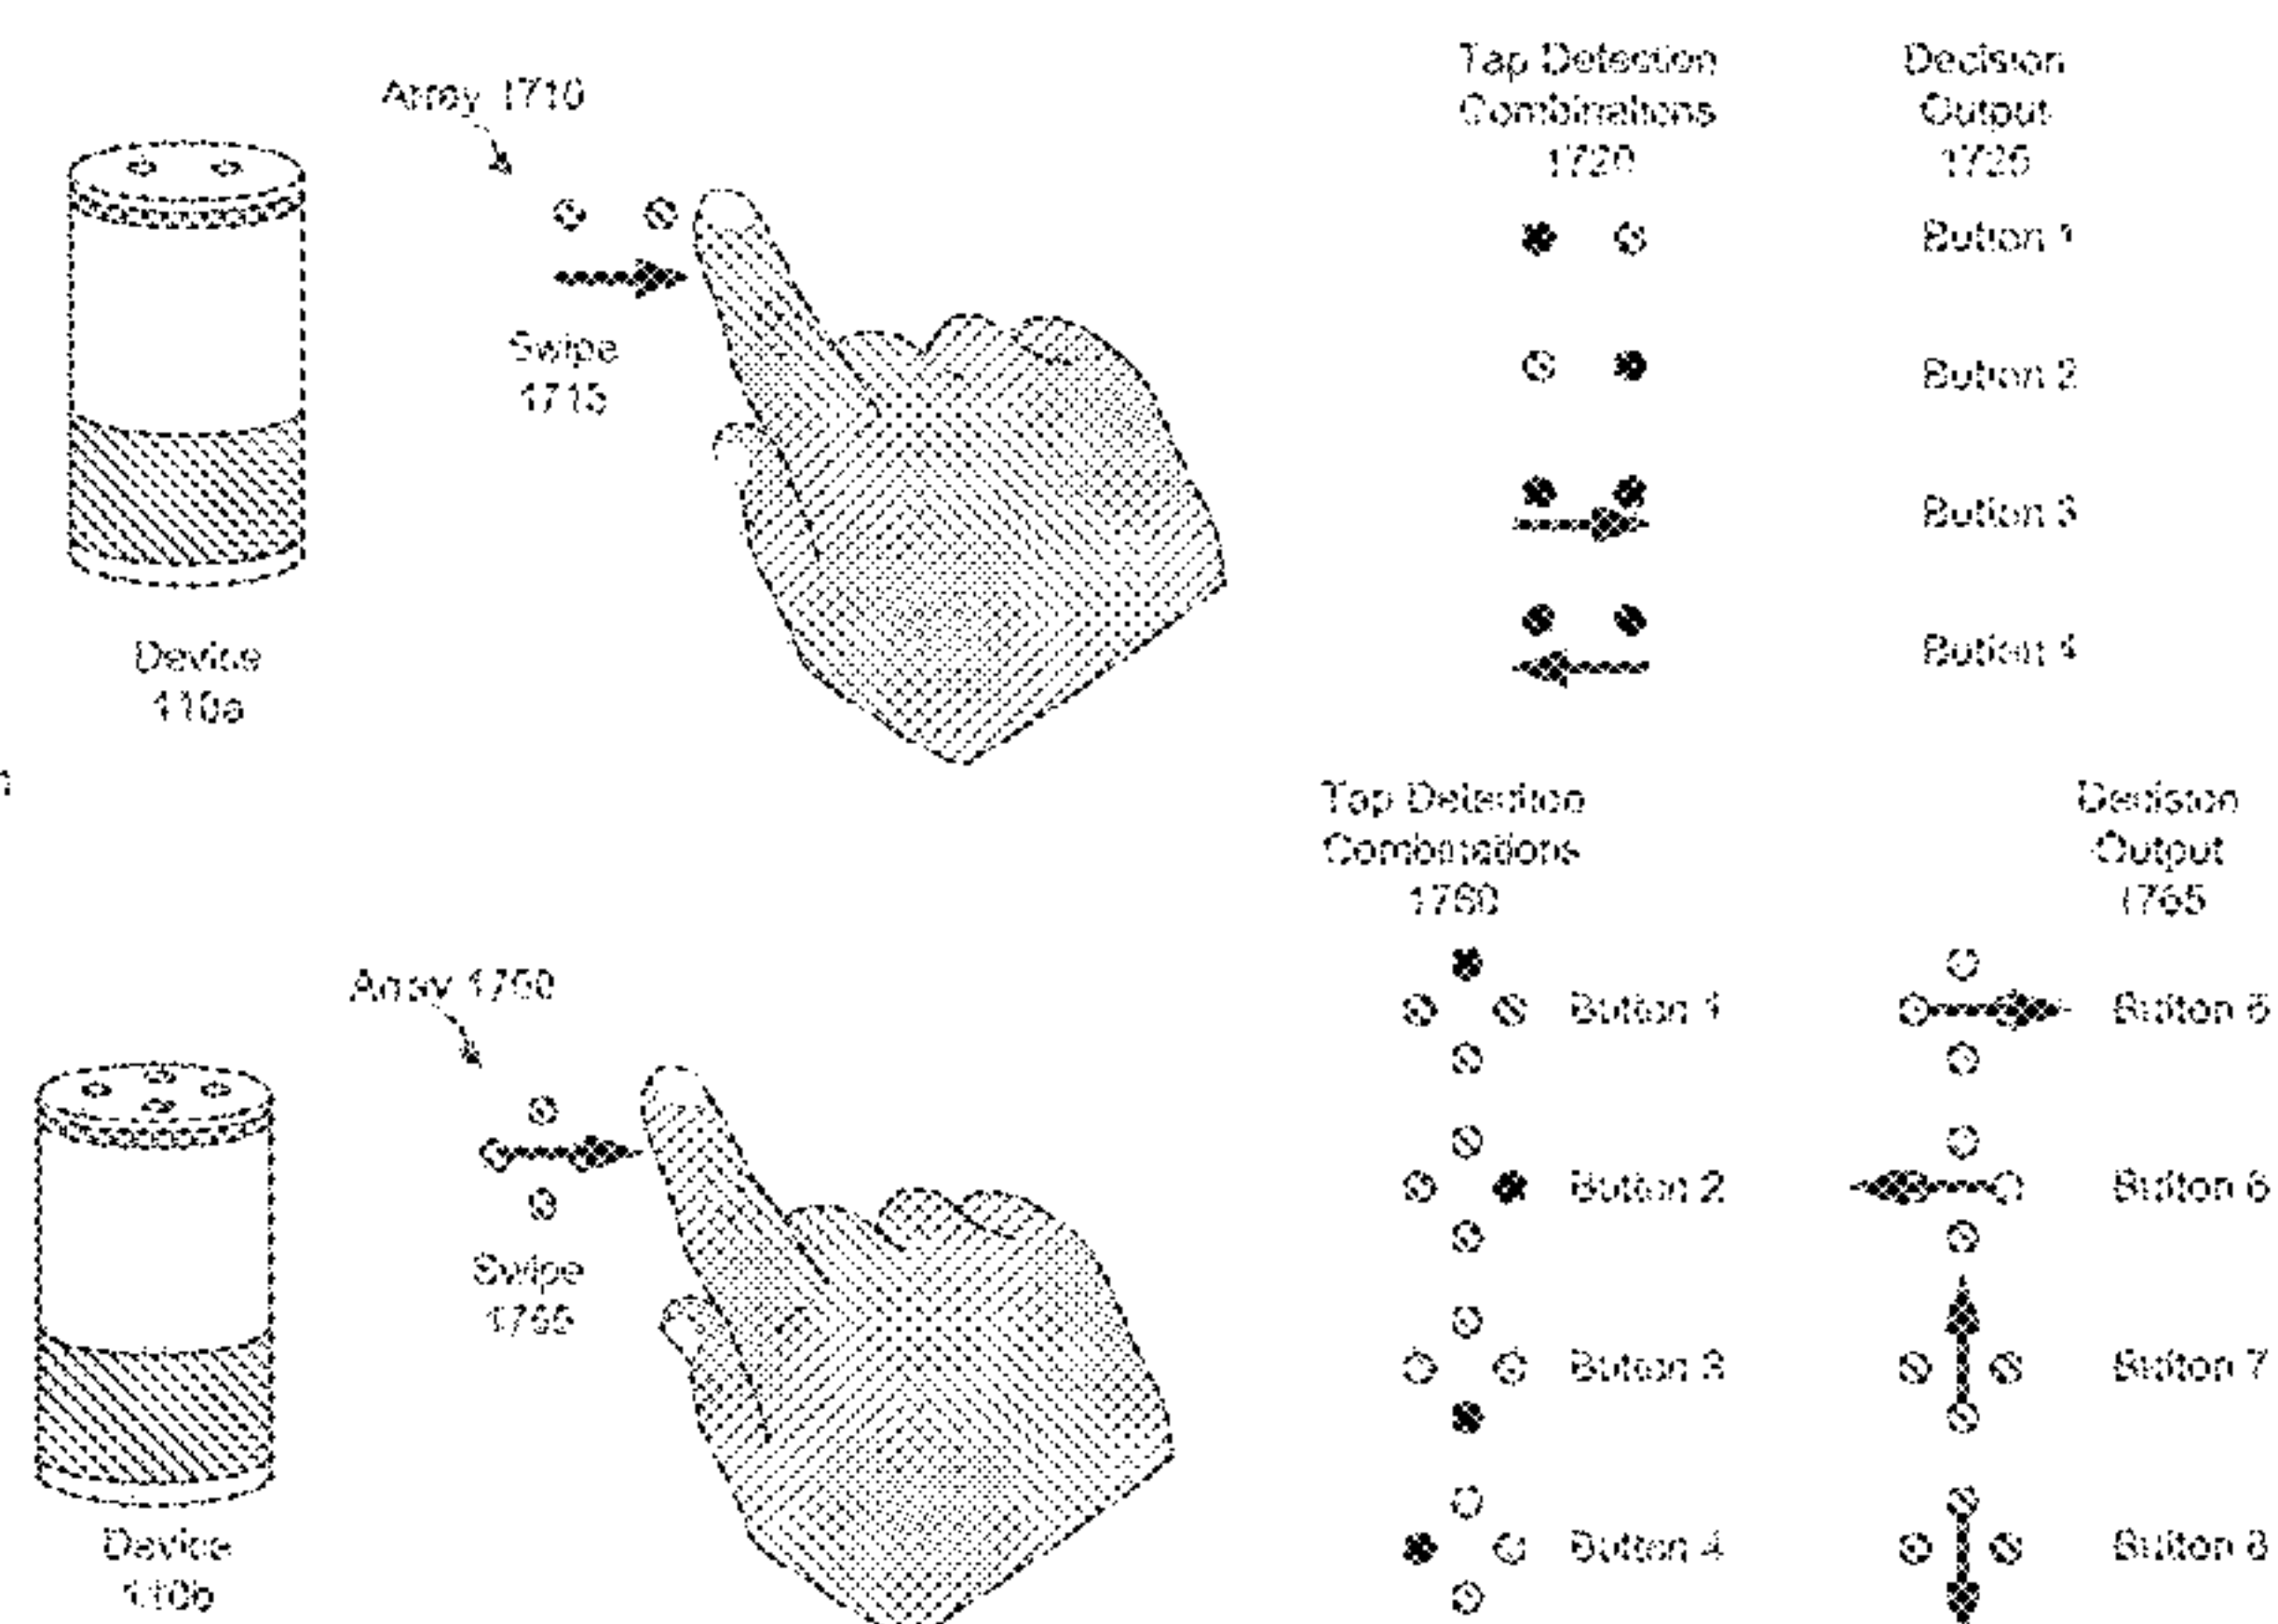 Array 1710
Swipe
1715
Device
110a
Tap Detection
Combinations
1720
Decision
Output
1725
Button 1
Button 2
Button 3
Button 4
Array 1750
Swipe
1755
Device
110b
Tap Detection
Combinations
1760
Decision
Output
1765
Button 1
Button 5
Button 2
Button 6
Button 3
Button 7
Button 4
Button 8